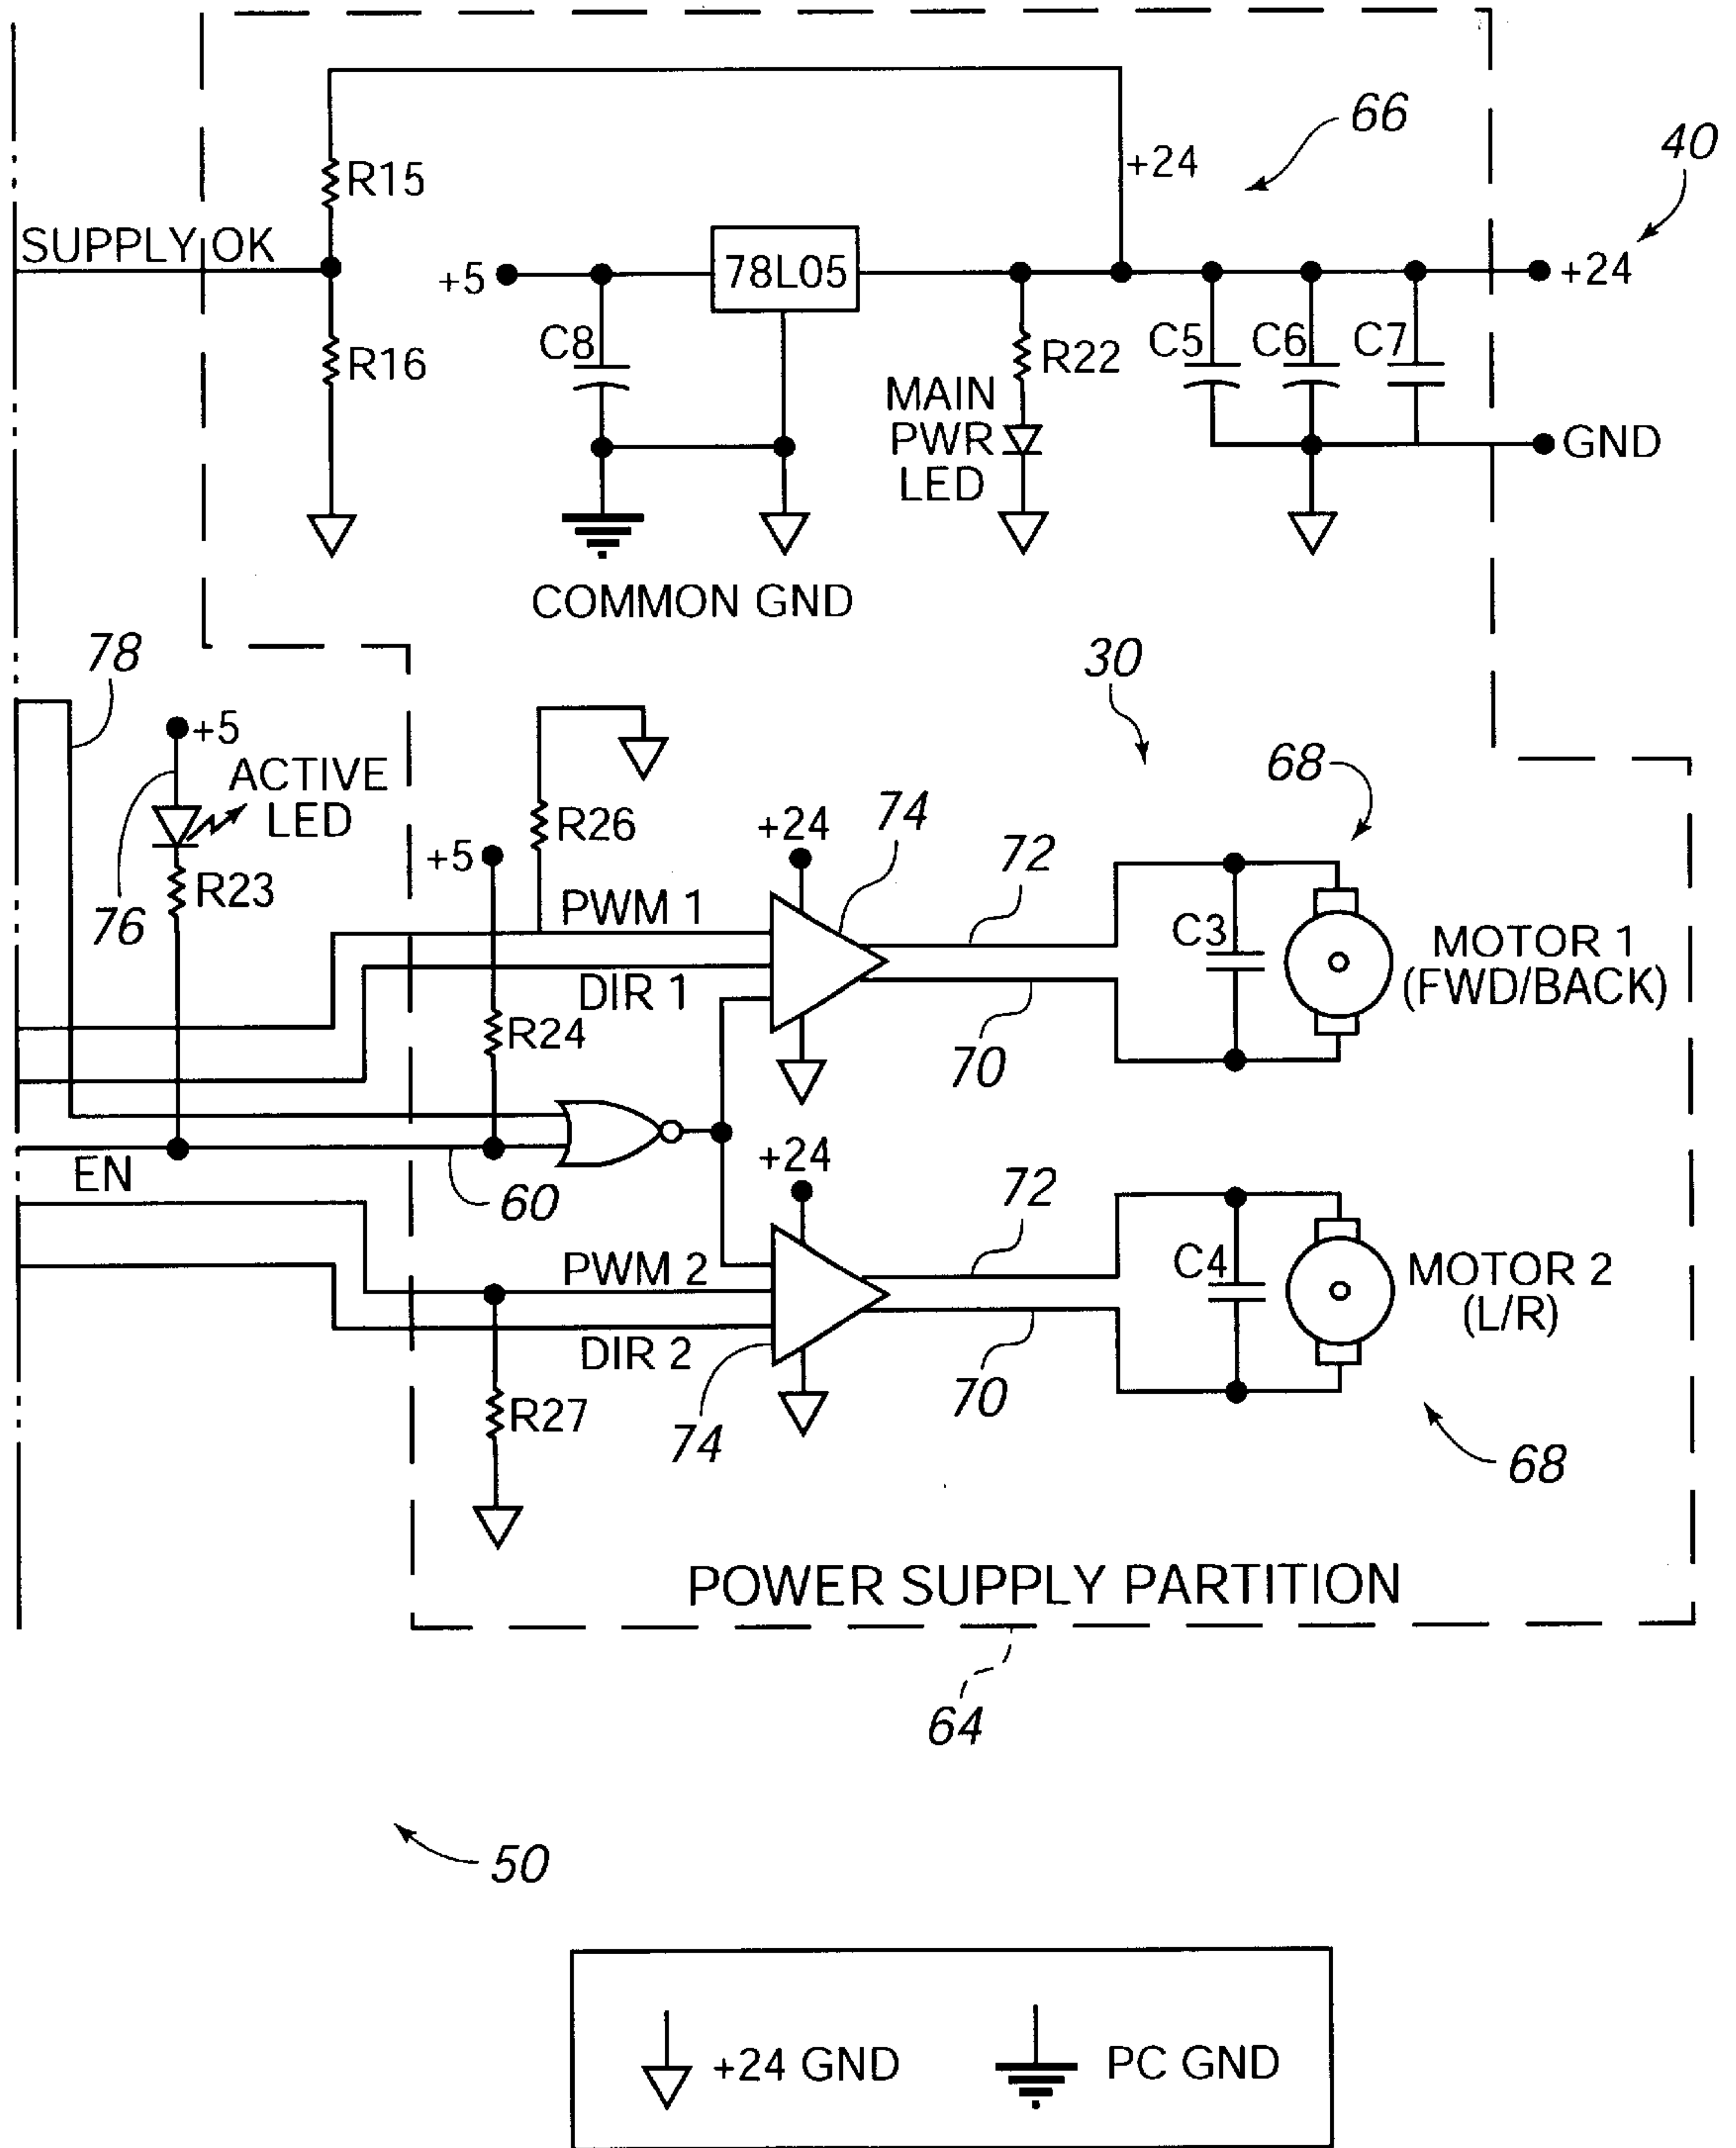 66
40
+24
R15
SUPPLY OK
+5
78L05
+24
R16
C8
R22
C5
C6
C7
MAIN
PWR
LED
GND
COMMON GND
78
30
+5
ACTIVE
LED
68
R26
+24
74
+5
72
R23
76
PWM 1
C3
MOTOR 1
(FWD/BACK)
DIR 1
R24
70
+24
EN
60
72
PWM 2
C4
MOTOR 2
(L/R)
DIR 2
70
R27
74
68
POWER SUPPLY PARTITION
64
50
+24 GND
PC GND